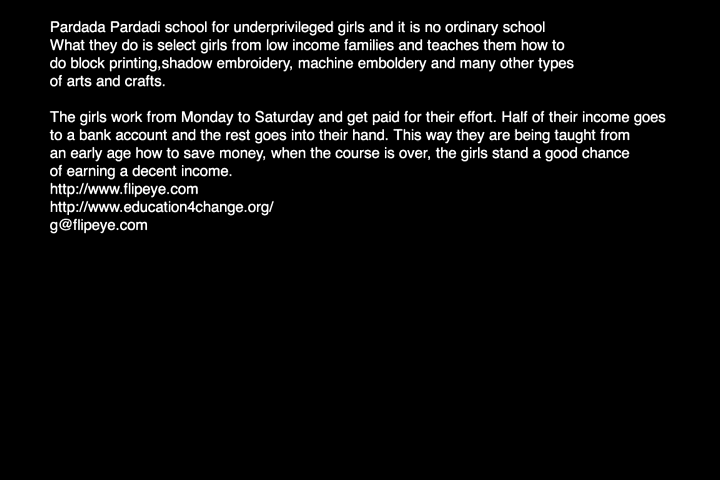 Pardada Pardadi school for underprivileged girls and it is no ordinary school
What they do is select girls from low income families and teaches them how to
do block printing,shadow embroidery, machine emboldery and many other types
of arts and crafts.
The girls work from Monday to Saturday and get paid for their effort. Half of their income goes
to a bank account and the rest goes into their hand. This way they are being taught from
an early age how to save money, when the course is over, the girls stand a good chance
of earning a decent income.
http://www.flipeye.com
http://www.education4change.org/
g@flipeye.com